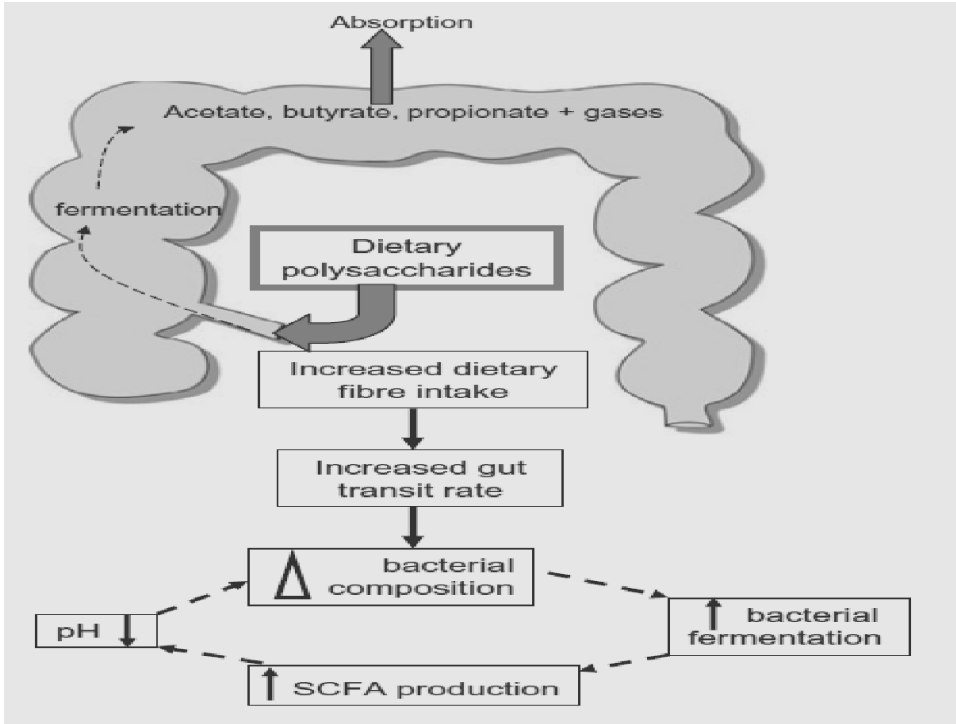 Absorption
Acetate, butyrate, propionate + gases
fermentation
Dietary
polysaccharides
Increased dietary
fibre intake
Increased gut
transit rate
Δ bacterial
composition
↑ bacterial
fermentation
pH ↓
↑ SCFA production